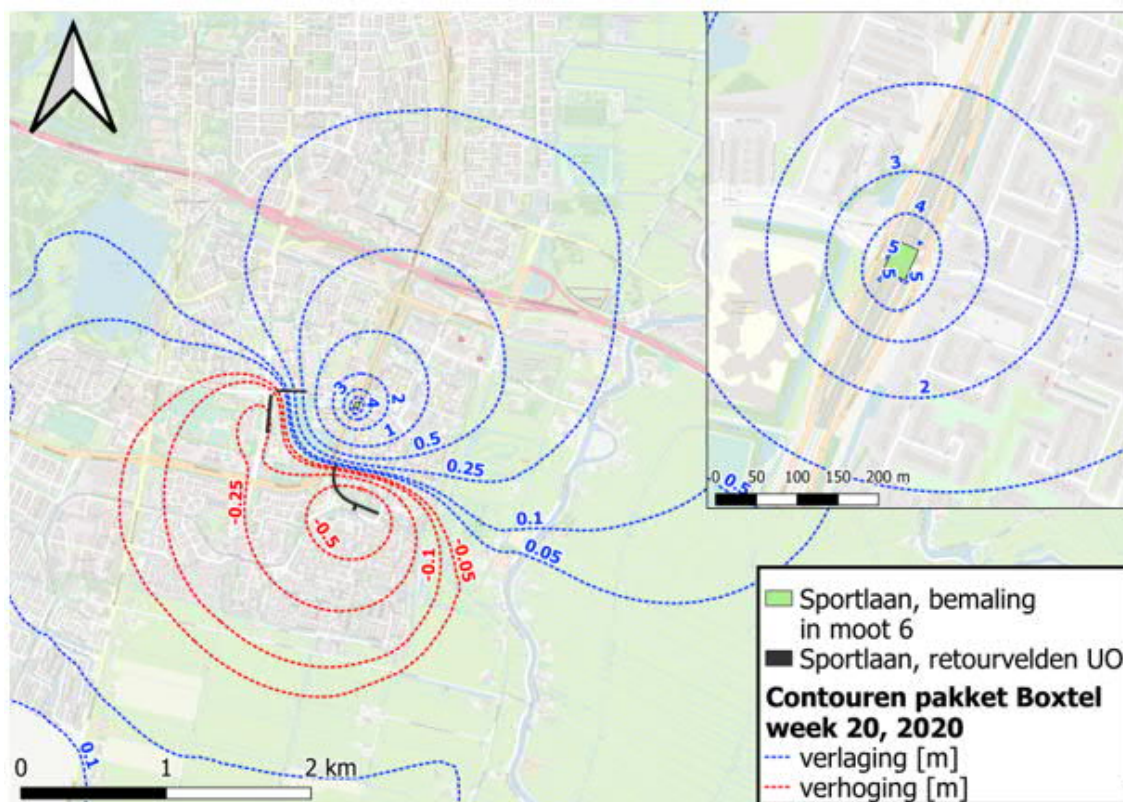 3
4
2
1
0.5
0.25
0.1
0.05
-0.25
-0.5
-0.1
-0.05
0.1
0 1 2 km
3
4
5
5
5
2
0.5
0 50 100 150 200 m
Sportlaan, bemaling
in moot 6
Sportlaan, retourvelden UO
Contouren pakket Boxtel
week 20, 2020
verlaging [m]
verhoging [m]